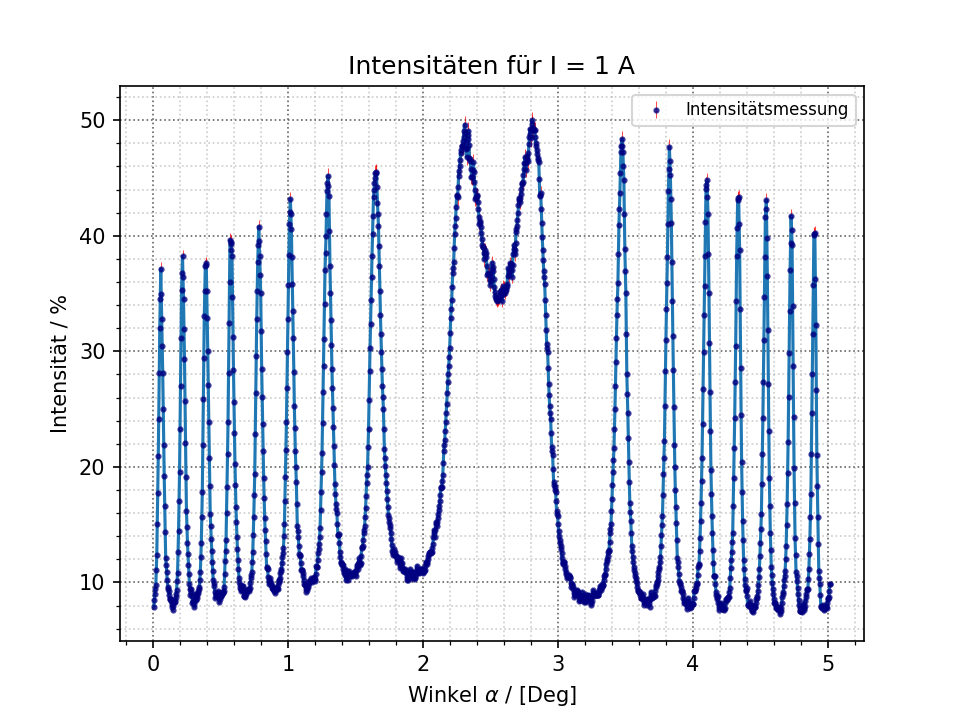 Intensitäten für I = 1 A
Intensitätsmessung
Intensität / %
50
40
30
20
10
0 1 2 3 4 5
Winkel α / [Deg]